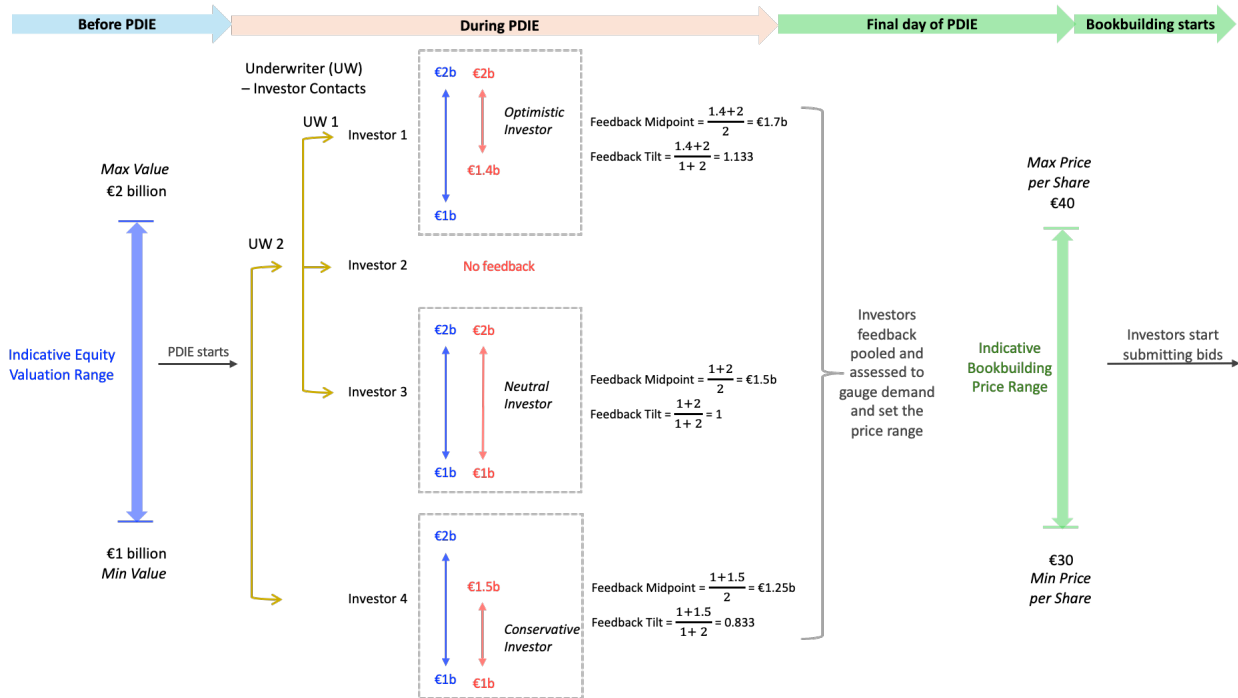 Before PDIE
During PDIE
Final day of PDIE
Bookbuilding starts
Underwriter (UW)
– Investor Contacts
UW 1
UW 2
Max Value
€2 billion
Indicative Equity
Valuation Range
€1 billion
Min Value
PDIE starts
Investor 1
€2b
€2b
Optimistic
Investor
€1.4b
€1b
Feedback Midpoint = 1.4+2 / 2 = €1.7b
Feedback Tilt = 1.4+2 / 1+ 2 = 1.133
Investor 2
No feedback
Investor 3
€2b
€2b
Neutral
Investor
€1b
€1b
Feedback Midpoint = 1+2 / 2 = €1.5b
Feedback Tilt = 1+2 / 1+ 2 = 1
Investor 4
€2b
€1.5b
Conservative
Investor
€1b
€1b
Feedback Midpoint = 1+1.5 / 2 = €1.25b
Feedback Tilt = 1+1.5 / 1+ 2 = 0.833
Investors
feedback
pooled and
assessed to
gauge demand
and set the
price range
Max Price
per Share
€40
Indicative
Bookbuilding
Price Range
€30
Min Price
per Share
Investors start
submitting bids